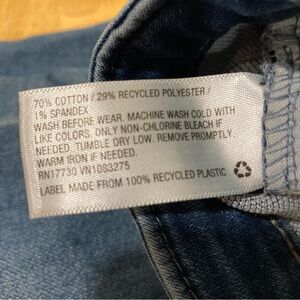 70% COTTON / 29% RECYCLED POLYESTER /
1% SPANDEX
WASH BEFORE WEAR. MACHINE WASH COLD WITH
LIKE COLORS. ONLY NON-CHLORINE BLEACH IF
NEEDED. TUMBLE DRY LOW. REMOVE PROMPTLY.
WARM IRON IF NEEDED.
RN17730 VN1083275
LABEL MADE FROM 100% RECYCLED PLASTIC